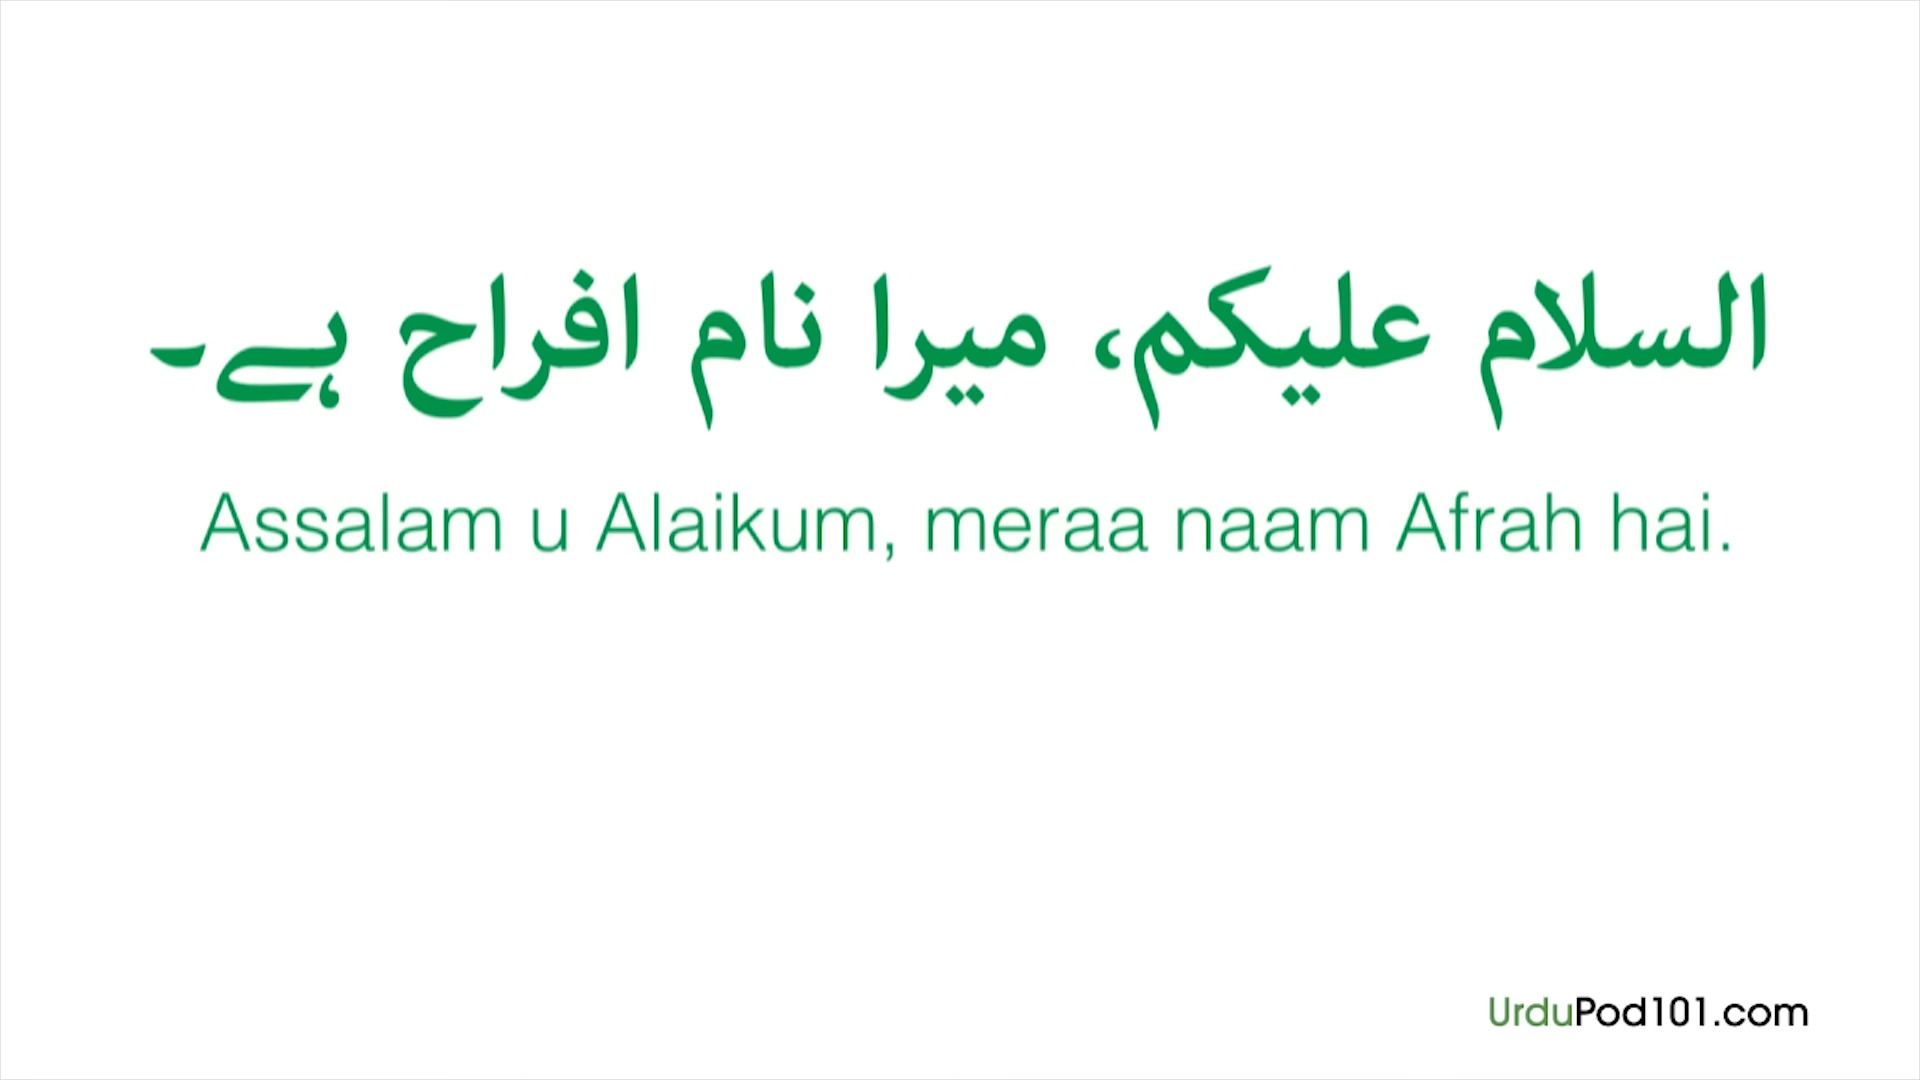 السلام علیکم، میرا نام افراح ہے۔
Assalam u Alaikum, meraa naam Afrah hai.
UrduPod101.com